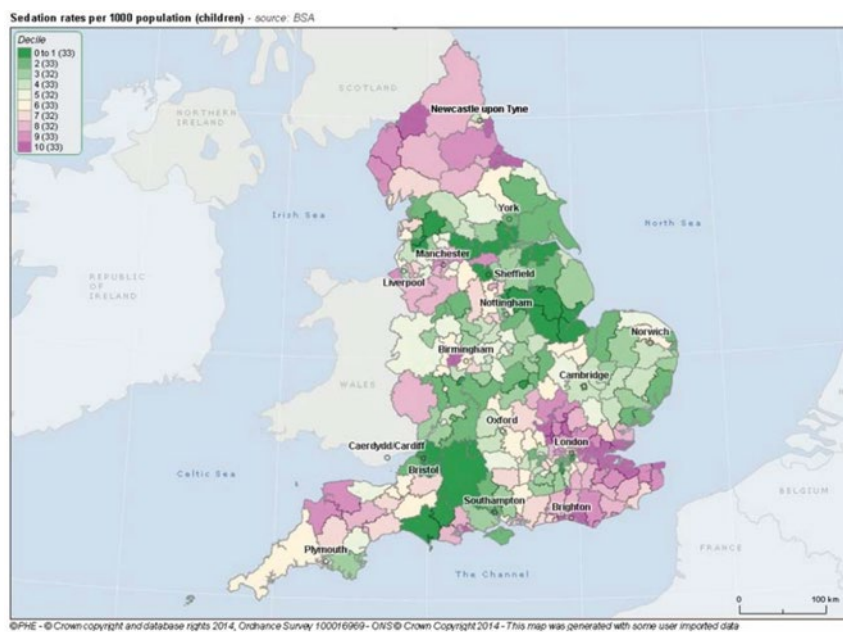 Sedation rates per 1000 population (children) - source: BSA
Decile
0 to 1 (33)
2 (33)
3 (32)
4 (33)
5 (32)
6 (33)
7 (32)
8 (32)
9 (33)
10 (33)
SCOTLAND
NORTHERN
IRELAND
Newcastle upon Tyne
Irish Sea
York
North Sea
Manchester
REPUBLIC
OF
IRELAND
Liverpool
Sheffield
Nottingham
Norwich
Birmingham
WALES
Cambridge
Oxford
Caerdydd/Cardiff
London
Celtic Sea
Bristol
BELGIUM
Southampton
Brighton
Plymouth
FRANCE
The Channel
0
100 km
©PHE - © Crown copyright and database rights 2014, Ordnance Survey 100016969 - ONS © Crown Copyright 2014 - This map was generated with some user imported data